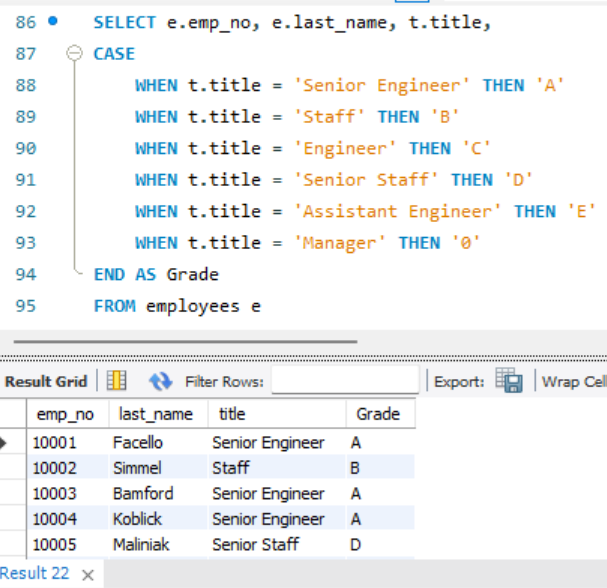 86 SELECT e.emp_no, e.last_name, t.title,
87 CASE
88 WHEN t.title = 'Senior Engineer' THEN 'A'
89 WHEN t.title = 'Staff' THEN 'B'
90 WHEN t.title = 'Engineer' THEN 'C'
91 WHEN t.title = 'Senior Staff' THEN 'D'
92 WHEN t.title = 'Assistant Engineer' THEN 'E'
93 WHEN t.title = 'Manager' THEN '0'
94 END AS Grade
95 FROM employees e
Result Grid Filter Rows: Export: Wrap Cel
emp_no last_name title Grade
10001 Facello Senior Engineer A
10002 Simmel Staff B
10003 Bamford Senior Engineer A
10004 Koblick Senior Engineer A
10005 Maliniak Senior Staff D
Result 22